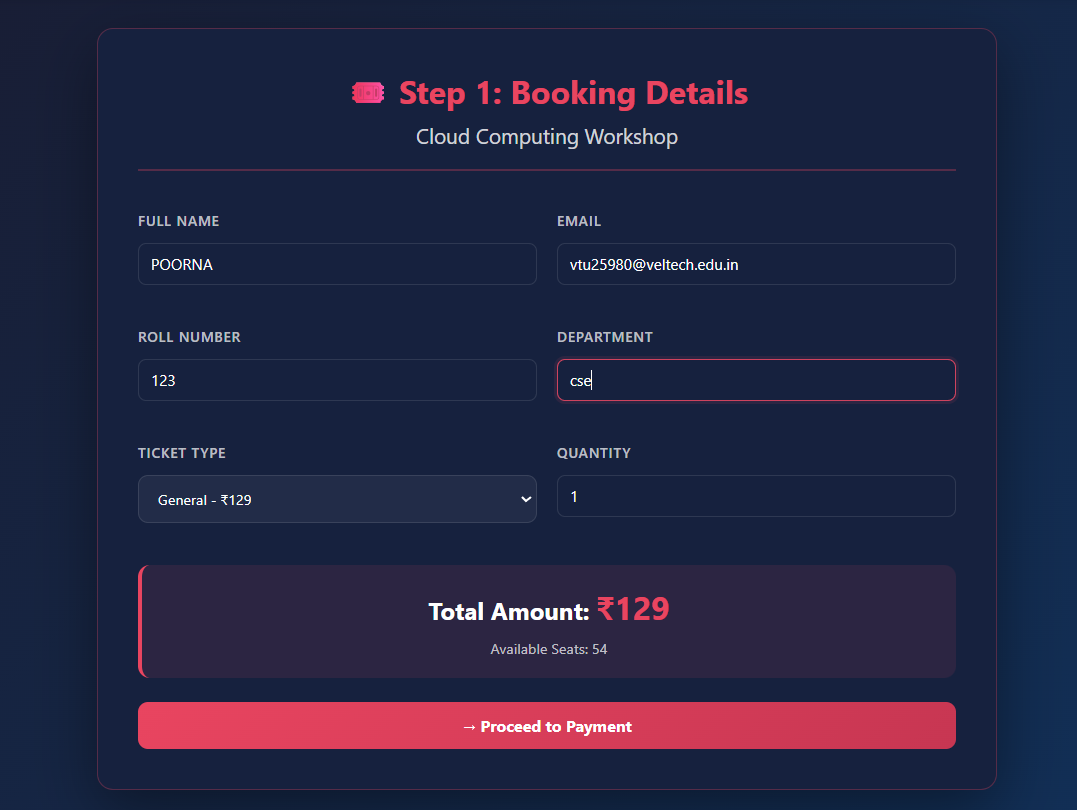 Step 1: Booking Details
Cloud Computing Workshop
FULL NAME
EMAIL
POORNA
vtu25980@veltech.edu.in
ROLL NUMBER
DEPARTMENT
123
cse
TICKET TYPE
QUANTITY
General - ₹129
1
Total Amount: ₹129
Available Seats: 54
→ Proceed to Payment